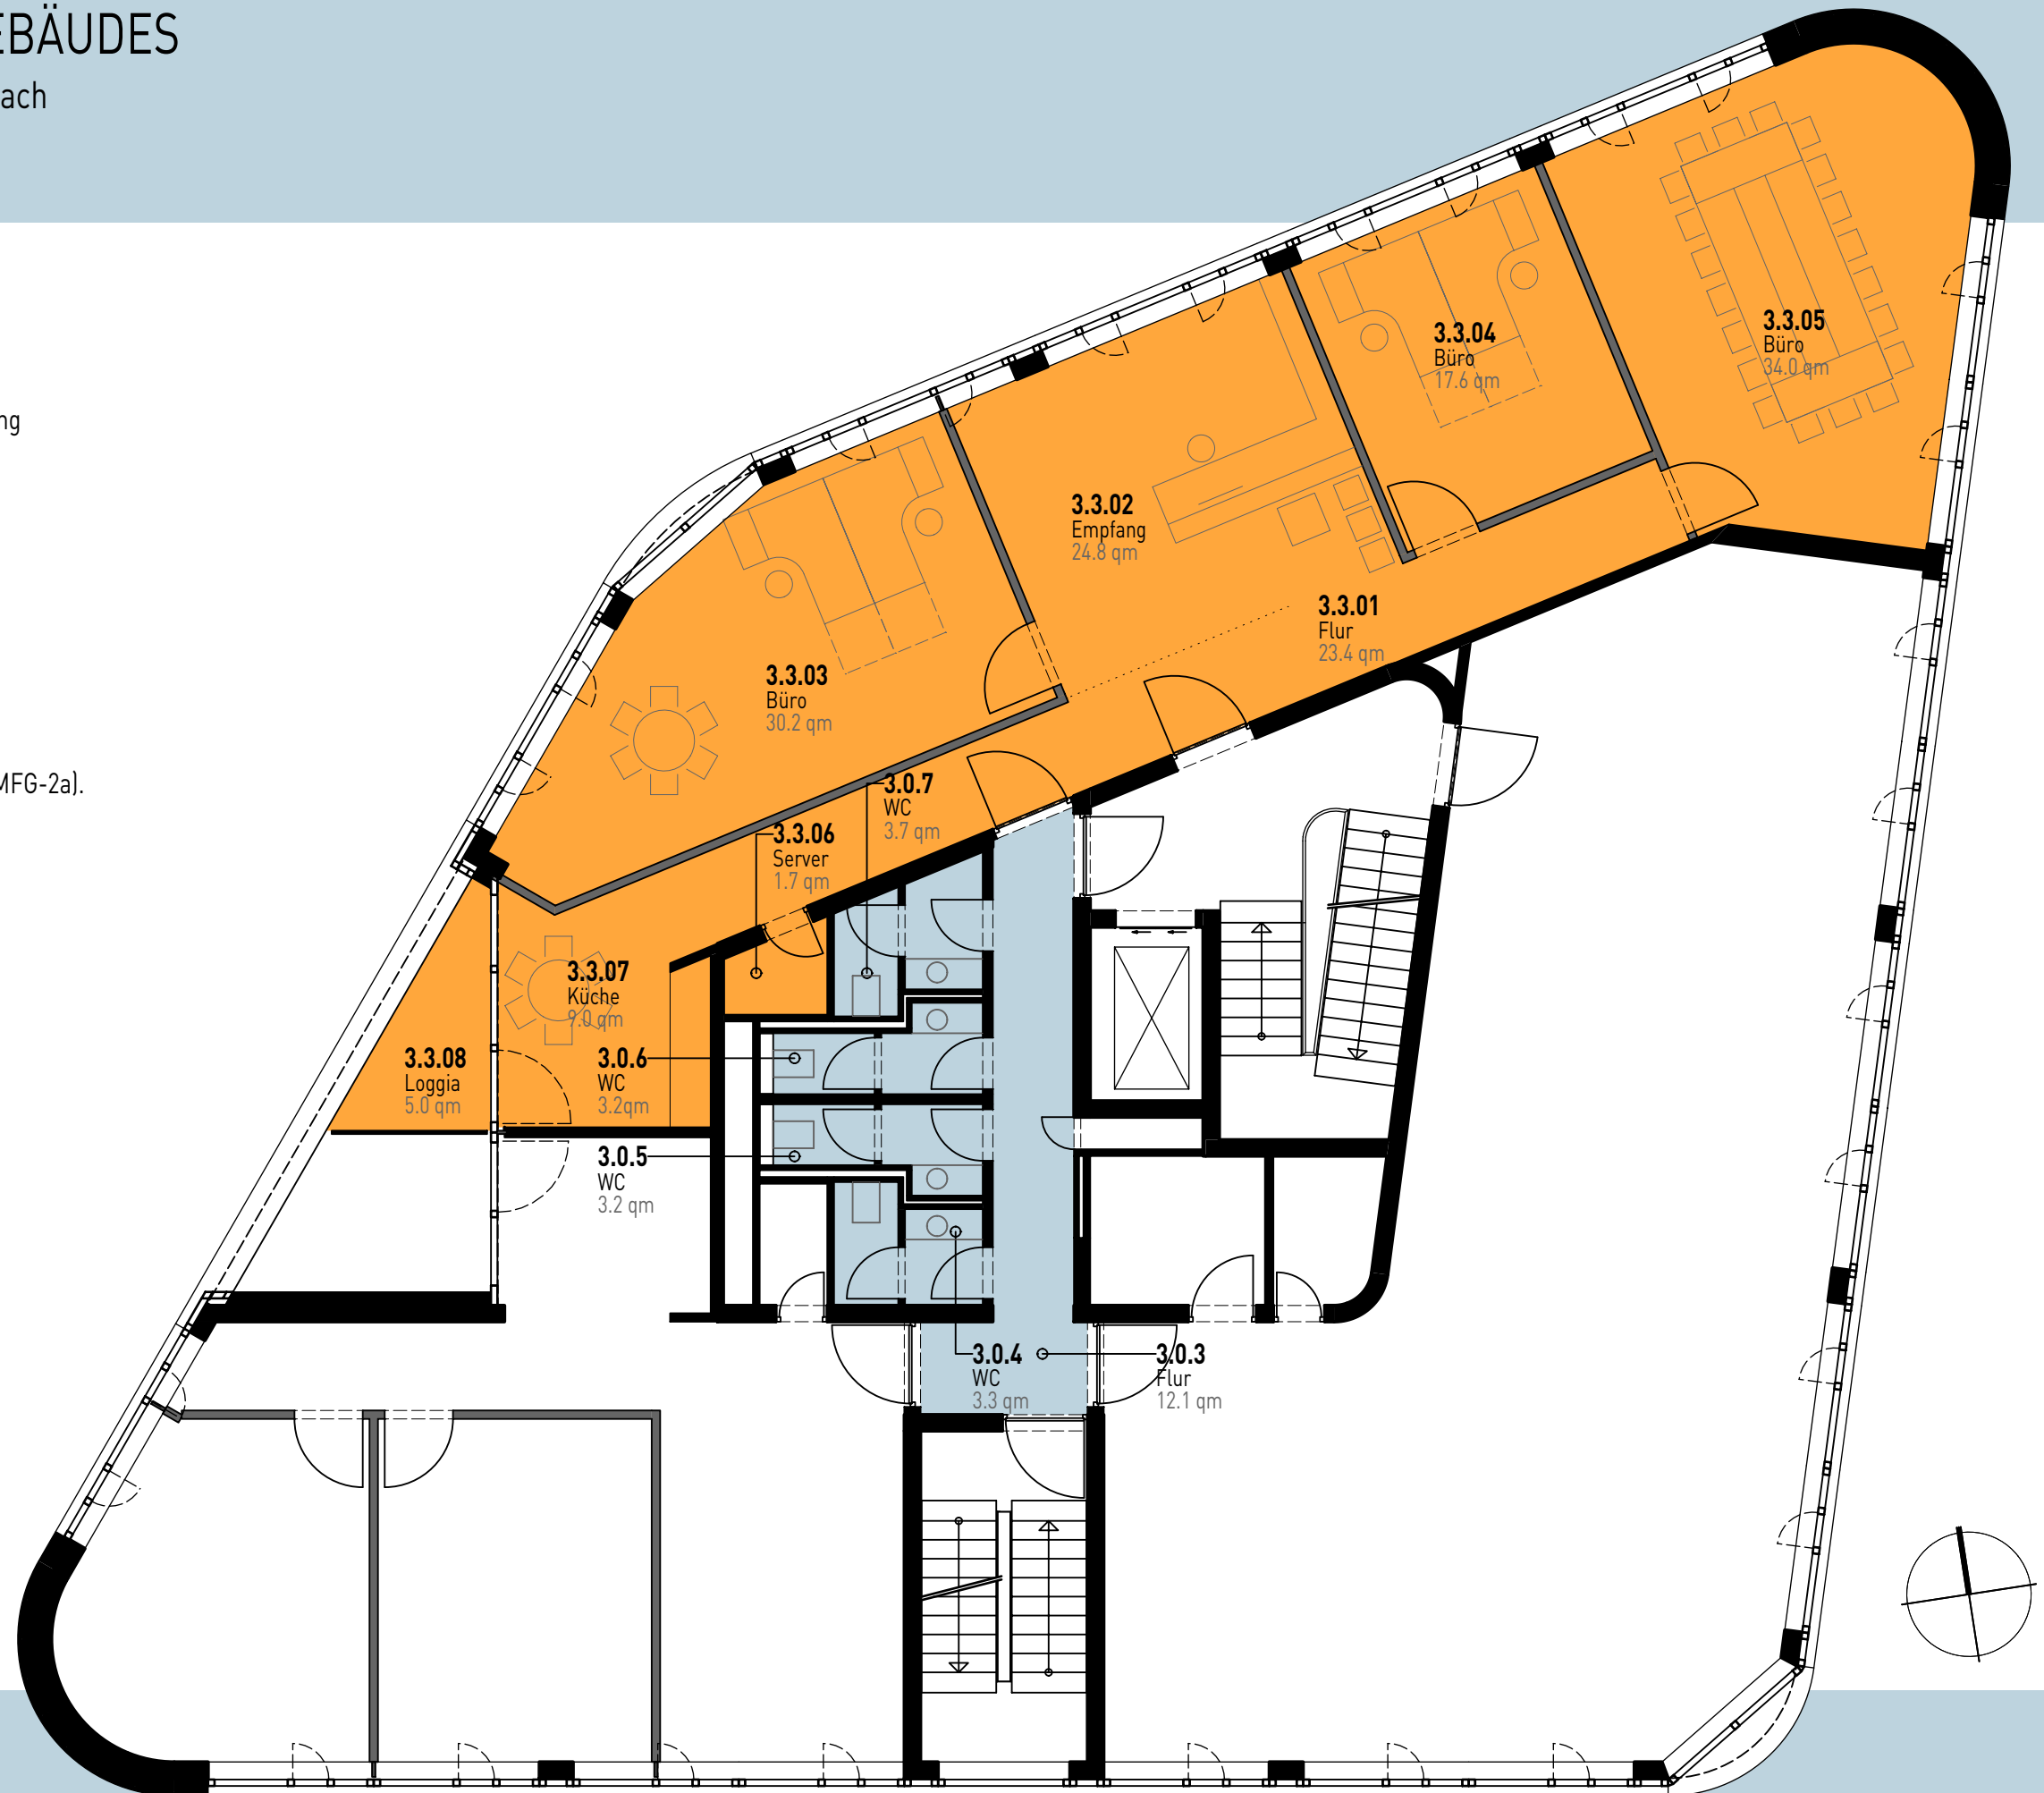 EBÄUDES
ach
ng
MFG-2a).
3.3.05
Büro
34.0 qm
3.3.04
Büro
17.6 qm
3.3.02
Empfang
24.8 qm
3.3.01
Flur
23.4 qm
3.3.03
Büro
30.2 qm
3.0.7
WC
3.7 qm
3.3.06
Server
1.7 qm
3.3.07
Küche
9.0 qm
3.3.08
Loggia
5.0 qm
3.0.6
WC
3.2qm
3.0.5
WC
3.2 qm
3.0.4
WC
3.3 qm
3.0.3
Flur
12.1 qm